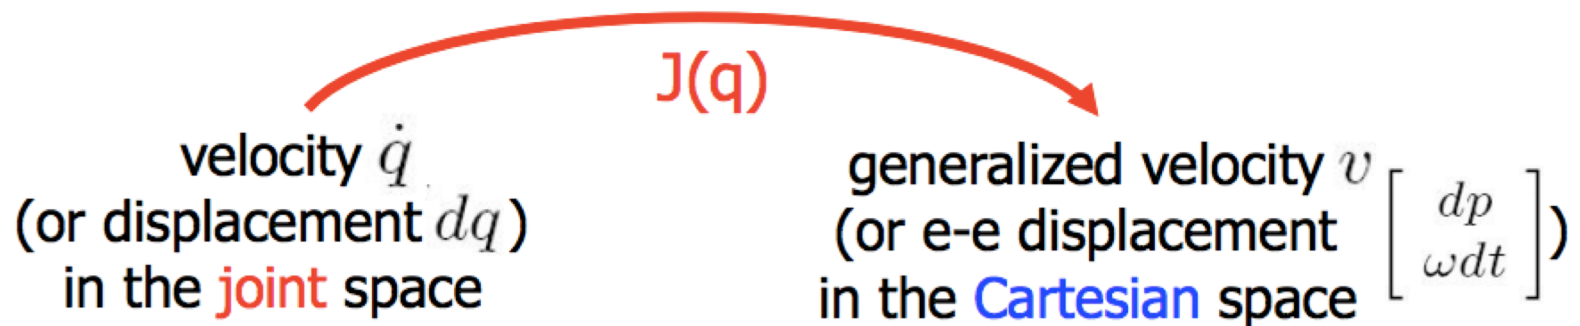 J(q)
velocity q̇
(or displacement dq)
in the joint space
generalized velocity v
(or e-e displacement [dp
ωdt])
in the Cartesian space